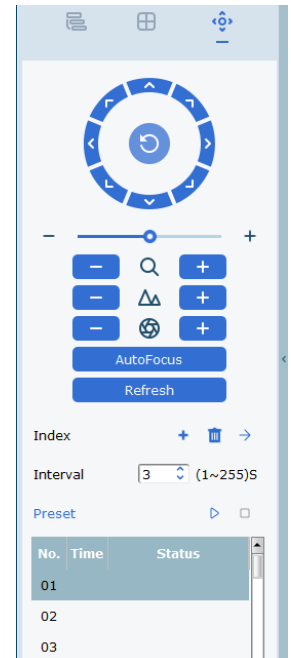 AutoFocus
Refresh
Index
Interval 3 (1~255)S
Preset
No. Time Status
01
02
03